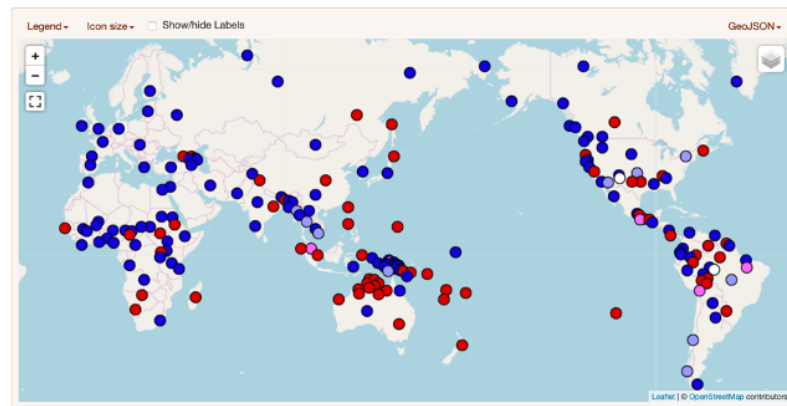 Legend Icon size Show/hide Labels GeoJSON
+
−
Leaflet | © OpenStreetMap contributors